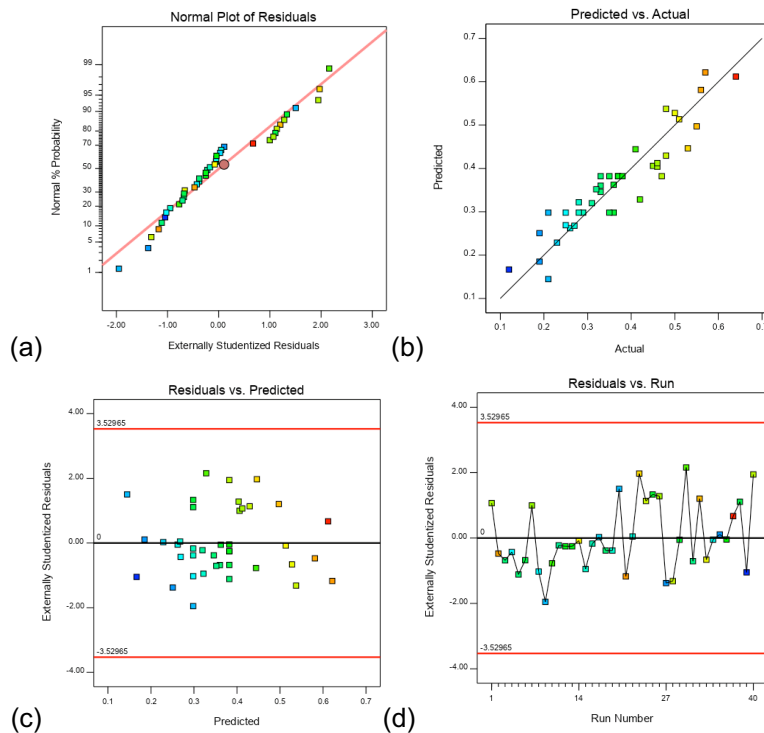 Normal Plot of Residuals
Normal % Probability
99
95
90
80
70
50
30
20
10
5
1
-2.00 -1.00 0.00 1.00 2.00 3.00
Externally Studentized Residuals
(a)
Predicted vs. Actual
Predicted
0.7
0.6
0.5
0.4
0.3
0.2
0.1
0.1 0.2 0.3 0.4 0.5 0.6 0.7
Actual
(b)
Residuals vs. Predicted
Externally Studentized Residuals
4.00
3.52965
2.00
0.00
0
-2.00
-3.52965
-4.00
0.1 0.2 0.3 0.4 0.5 0.6 0.7
Predicted
(c)
Residuals vs. Run
Externally Studentized Residuals
4.00
3.52965
2.00
0.00
0
-2.00
-3.52965
-4.00
1 14 27 40
Run Number
(d)